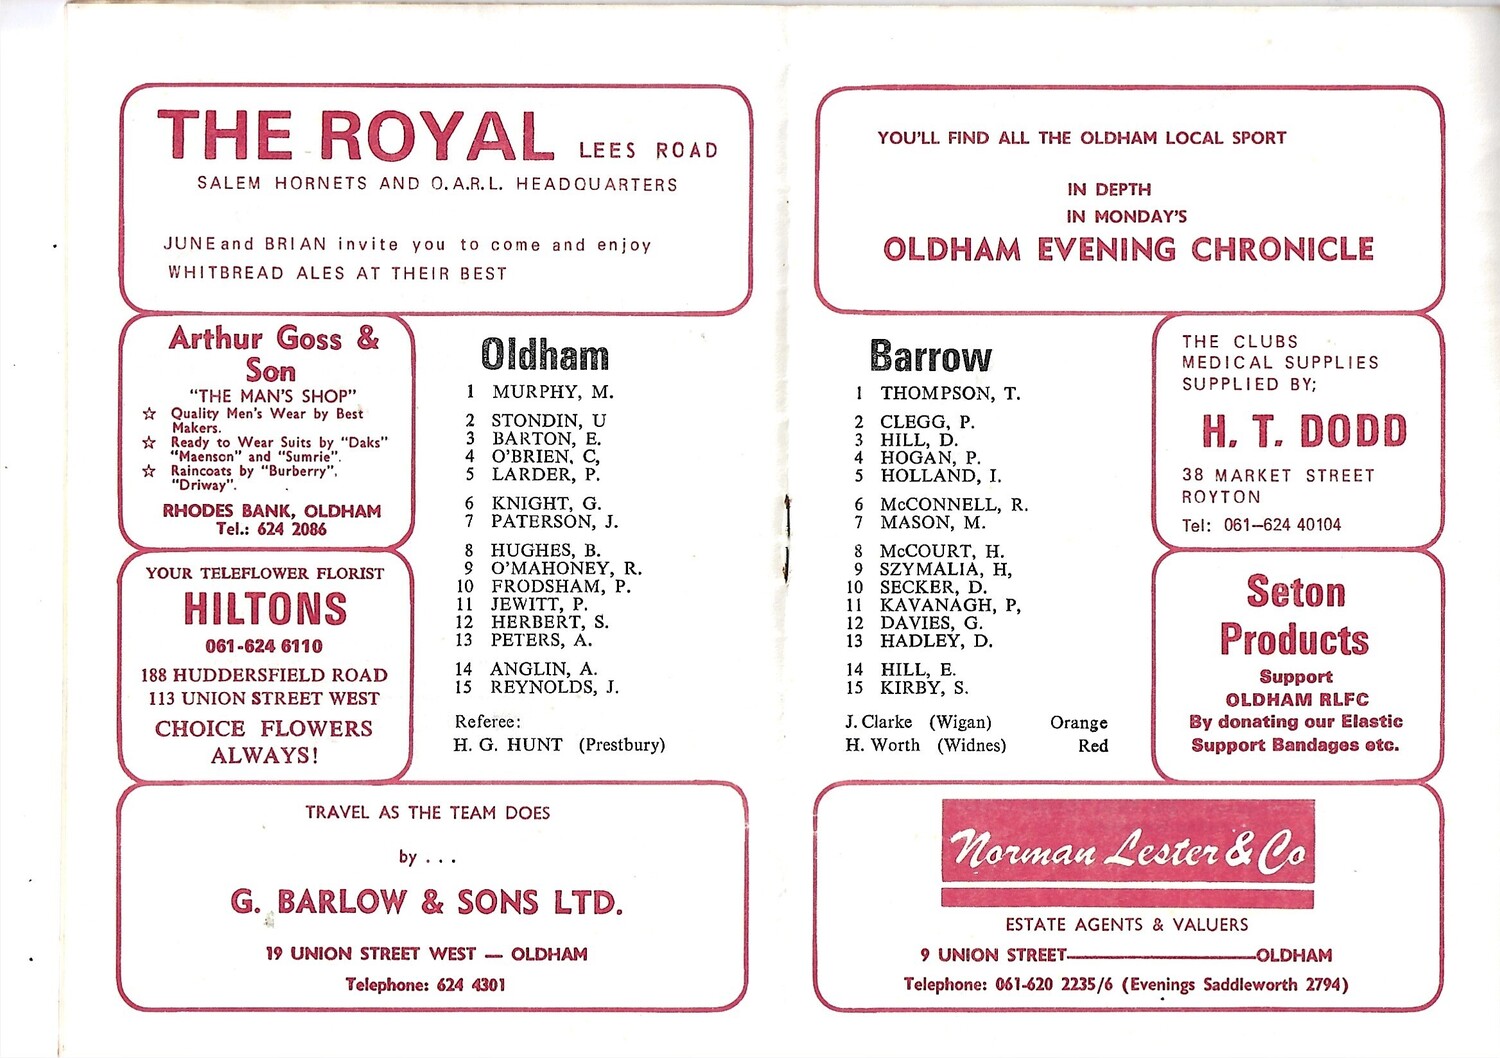 THE ROYAL LEES ROAD
SALEM HORNETS AND O.A.R.L. HEADQUARTERS
JUNE and BRIAN invite you to come and enjoy
WHITBREAD ALES AT THEIR BEST
Arthur Goss &
Son
"THE MAN'S SHOP"
☆ Quality Men's Wear by Best
Makers.
☆ Ready to Wear Suits by "Daks"
"Maenson" and "Sumrie".
☆ Raincoats by "Burberry".
"Driway".
RHODES BANK, OLDHAM
Tel.: 624 2086
YOUR TELEFLOWER FLORIST
HILTONS
061-624 6110
188 HUDDERSFIELD ROAD
113 UNION STREET WEST
CHOICE FLOWERS
ALWAYS!
Oldham
1 MURPHY, M.
2 STONDIN, U
3 BARTON, E.
4 O'BRIEN, C,
5 LARDER, P.
6 KNIGHT, G.
7 PATERSON, J.
8 HUGHES, B.
9 O'MAHONEY, R.
10 FRODSHAM, P.
11 JEWITT, P.
12 HERBERT, S.
13 PETERS, A.
14 ANGLIN, A.
15 REYNOLDS, J.
Referee:
H. G. HUNT (Prestbury)
TRAVEL AS THE TEAM DOES
by . . .
G. BARLOW & SONS LTD.
19 UNION STREET WEST — OLDHAM
Telephone: 624 4301
YOU'LL FIND ALL THE OLDHAM LOCAL SPORT
IN DEPTH
IN MONDAY'S
OLDHAM EVENING CHRONICLE
Barrow
1 THOMPSON, T.
2 CLEGG, P.
3 HILL, D.
4 HOGAN, P.
5 HOLLAND, I.
6 McCONNELL, R.
7 MASON, M.
8 McCOURT, H.
9 SZYMALIA, H,
10 SECKER, D.
11 KAVANAGH, P,
12 DAVIES, G.
13 HADLEY, D.
14 HILL, E.
15 KIRBY, S.
J. Clarke (Wigan) Orange
H. Worth (Widnes) Red
THE CLUBS
MEDICAL SUPPLIES
SUPPLIED BY;
H. T. DODD
38 MARKET STREET
ROYTON
Tel: 061—624 40104
Seton
Products
Support
OLDHAM RLFC
By donating our Elastic
Support Bandages etc.
Norman Lester & Co
ESTATE AGENTS & VALUERS
9 UNION STREET————OLDHAM
Telephone: 061-620 2235/6 (Evenings Saddleworth 2794)